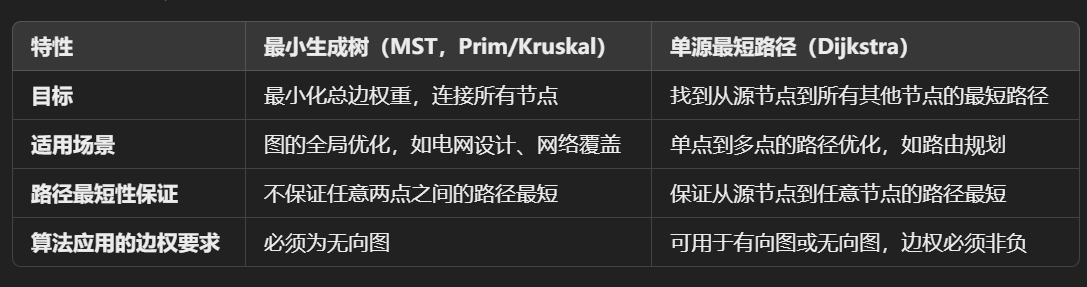 特性 最小生成树（MST，Prim/Kruskal） 单源最短路径（Dijkstra）
目标 最小化总边权重，连接所有节点 找到从源节点到所有其他节点的最短路径
适用场景 图的全局优化，如电网设计、网络覆盖 单点到多点的路径优化，如路由规划
路径最短性保证 不保证任意两点之间的路径最短 保证从源节点到任意节点的路径最短
算法应用的边权要求 必须为无向图 可用于有向图或无向图，边权必须非负